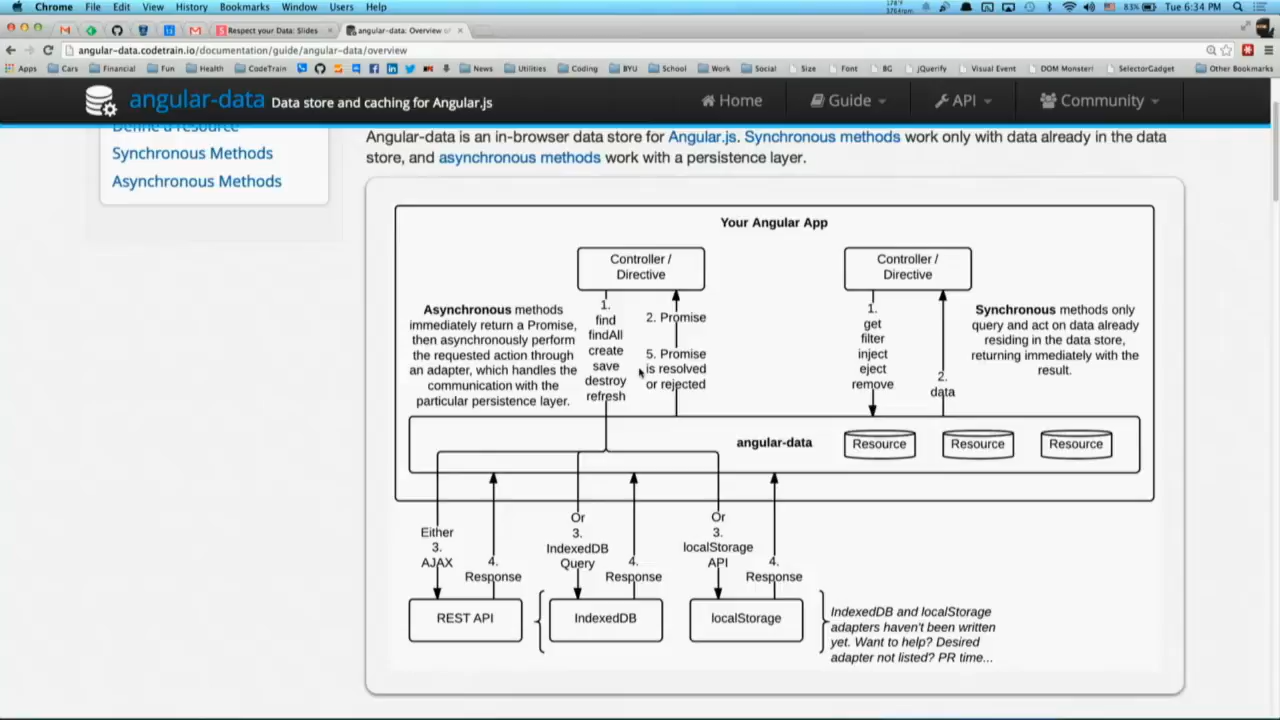 Chrome File Edit View History Bookmarks Window Users Help
83% Tue 6:34 PM
Respect your Data: Slides
angular-data: Overview
angular-data.codetrain.io/documentation/guide/angular-data/overview
Apps Cars Financial Fun Health CodeTrain News Utilities Coding BYU School Work Social Size Font BG jQuerify Visual Event DOM Monster! SelectorGadget Other Bookmarks
angular-data Data store and caching for Angular.js
Home Guide API Community
Define a resource
Synchronous Methods
Asynchronous Methods
Angular-data is an in-browser data store for Angular.js. Synchronous methods work only with data already in the data
store, and asynchronous methods work with a persistence layer.
Your Angular App
Controller /
Directive
Controller /
Directive
Asynchronous methods
immediately return a Promise,
then asynchronously perform
the requested action through
an adapter, which handles the
communication with the
particular persistence layer.
1.
find
findAll
create
save
destroy
refresh
2. Promise
5. Promise
is resolved
or rejected
1.
get
filter
inject
eject
remove
2.
data
Synchronous methods only
query and act on data already
residing in the data store,
returning immediately with the
result.
angular-data
Resource
Resource
Resource
Either
3.
AJAX
4.
Response
Or
3.
IndexedDB
Query
4.
Response
Or
3.
localStorage
API
4.
Response
REST API
IndexedDB
localStorage
IndexedDB and localStorage
adapters haven't been written
yet. Want to help? Desired
adapter not listed? PR time...